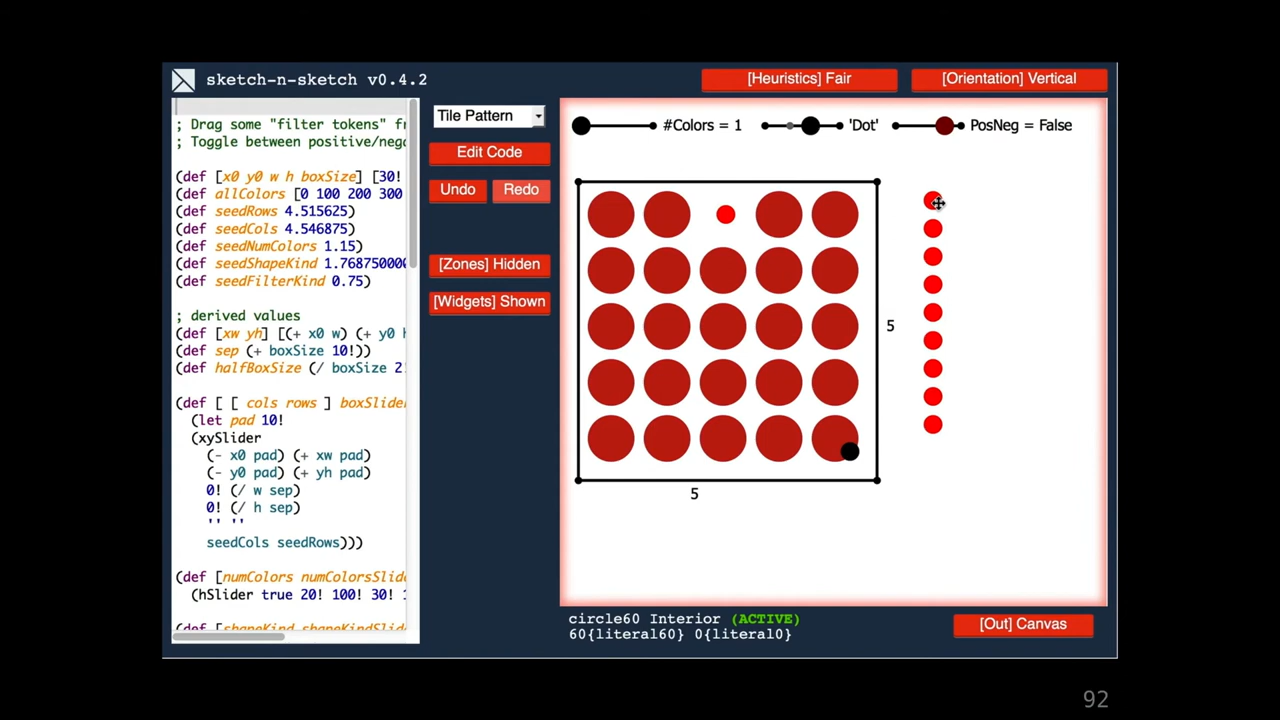 sketch-n-sketch v0.4.2
[Heuristics] Fair
[Orientation] Vertical
; Drag some "filter tokens" fr
; Toggle between positive/nega
(def [x0 y0 w h boxSize] [30!
(def allColors [0 100 200 300
(def seedRows 4.515625)
(def seedCols 4.546875)
(def seedNumColors 1.15)
(def seedShapeKind 1.768750000
(def seedFilterKind 0.75)
; derived values
(def [xw yh] [(+ x0 w) (+ y0 h
(def sep (+ boxSize 10!))
(def halfBoxSize (/ boxSize 2
(def [ [ cols rows ] boxSlider
(let pad 10!
(xySlider
(- x0 pad) (+ xw pad)
(- y0 pad) (+ yh pad)
0! (/ w sep)
0! (/ h sep)
'' ''
seedCols seedRows)))
(def [numColors numColorsSlide
(hSlider true 20! 100! 30! 1
(def [shapeKind shapeKindSlide
Tile Pattern
Edit Code
Undo
Redo
[Zones] Hidden
[Widgets] Shown
#Colors = 1
'Dot'
PosNeg = False
5
5
circle60 Interior (ACTIVE)
60{literal60} 0{literal0}
[Out] Canvas
92